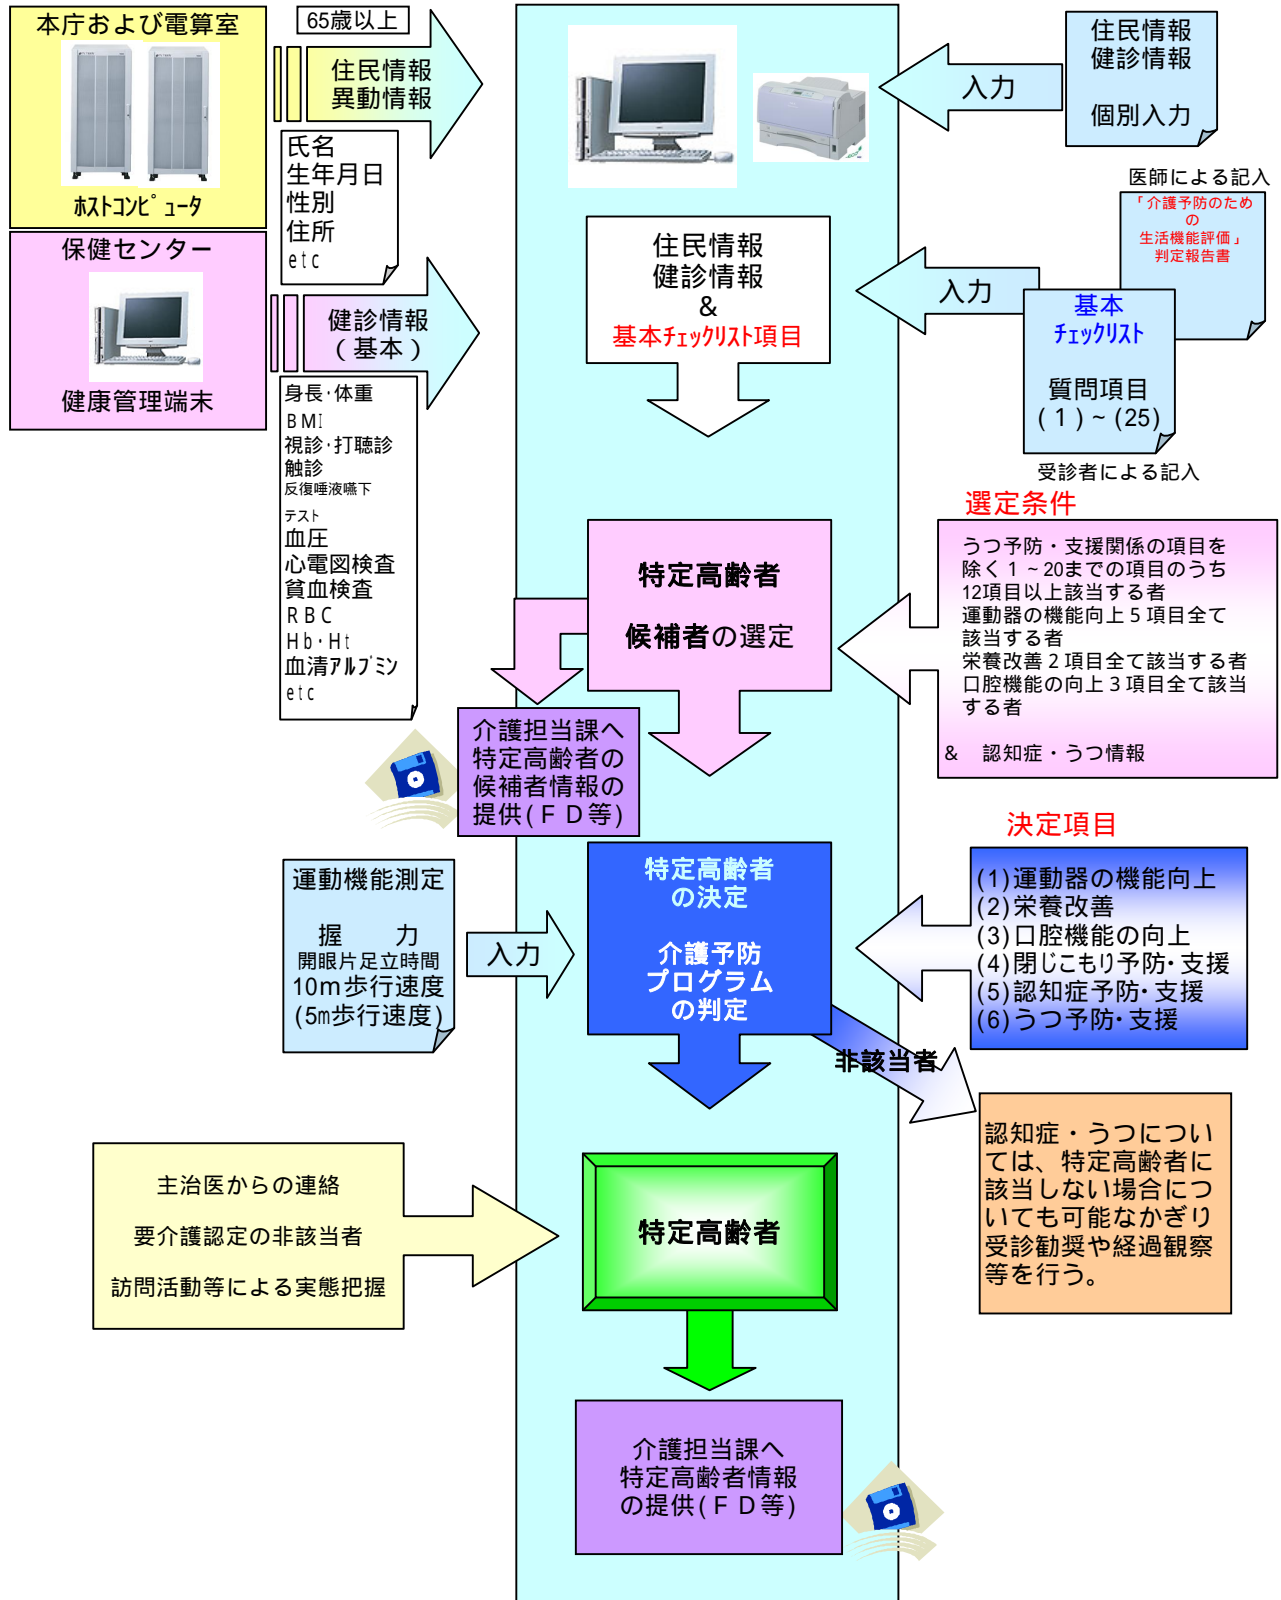 本庁および電算室
ホストコンピュータ
65歳以上
住民情報
異動情報
氏名
生年月日
性別
住所
etc
保健センター
健康管理端末
健診情報
(基本)
身長・体重
BMI
視診・打聴診
触診
反復唾液嚥下
テスト
血圧
心電図検査
貧血検査
RBC
Hb・Ht
血清アルブミン
etc
入力
住民情報
健診情報
個別入力
住民情報
健診情報
&
基本チェックリスト項目
入力
医師による記入
「介護予防のため
の
生活機能評価」
判定報告書
基本
チェックリスト
質問項目
(1)~(25)
受診者による記入
選定条件
うつ予防・支援関係の項目を
除く1~20までの項目のうち
12項目以上該当する者
運動器の機能向上5項目全て
該当する者
栄養改善2項目全て該当する者
口腔機能の向上3項目全て該当
する者
& 認知症・うつ情報
特定高齢者
候補者の選定
介護担当課へ
特定高齢者の
候補者情報の
提供(FD等)
運動機能測定
握 力
開眼片足立時間
10m歩行速度
(5m歩行速度)
入力
特定高齢者
の決定
介護予防
プログラム
の判定
決定項目
(1)運動器の機能向上
(2)栄養改善
(3)口腔機能の向上
(4)閉じこもり予防・支援
(5)認知症予防・支援
(6)うつ予防・支援
非該当者
認知症・うつについ
ては、特定高齢者に
該当しない場合につ
いても可能なかぎり
受診勧奨や経過観察
等を行う。
主治医からの連絡
要介護認定の非該当者
訪問活動等による実態把握
特定高齢者
介護担当課へ
特定高齢者情報
の提供(FD等)